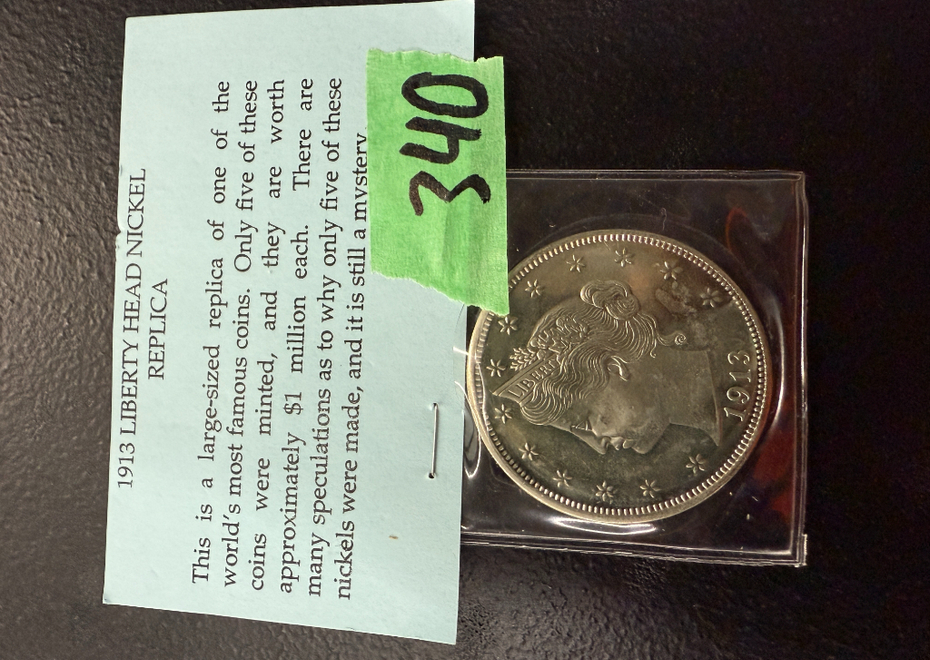 1913 LIBERTY HEAD NICKEL
REPLICA
This is a large-sized replica of one of the
world's most famous coins. Only five of these
coins were minted, and they are worth
approximately $1 million each. There are
many speculations as to why only five of these
nickels were made, and it is still a mystery
340
LIBERTY
1913